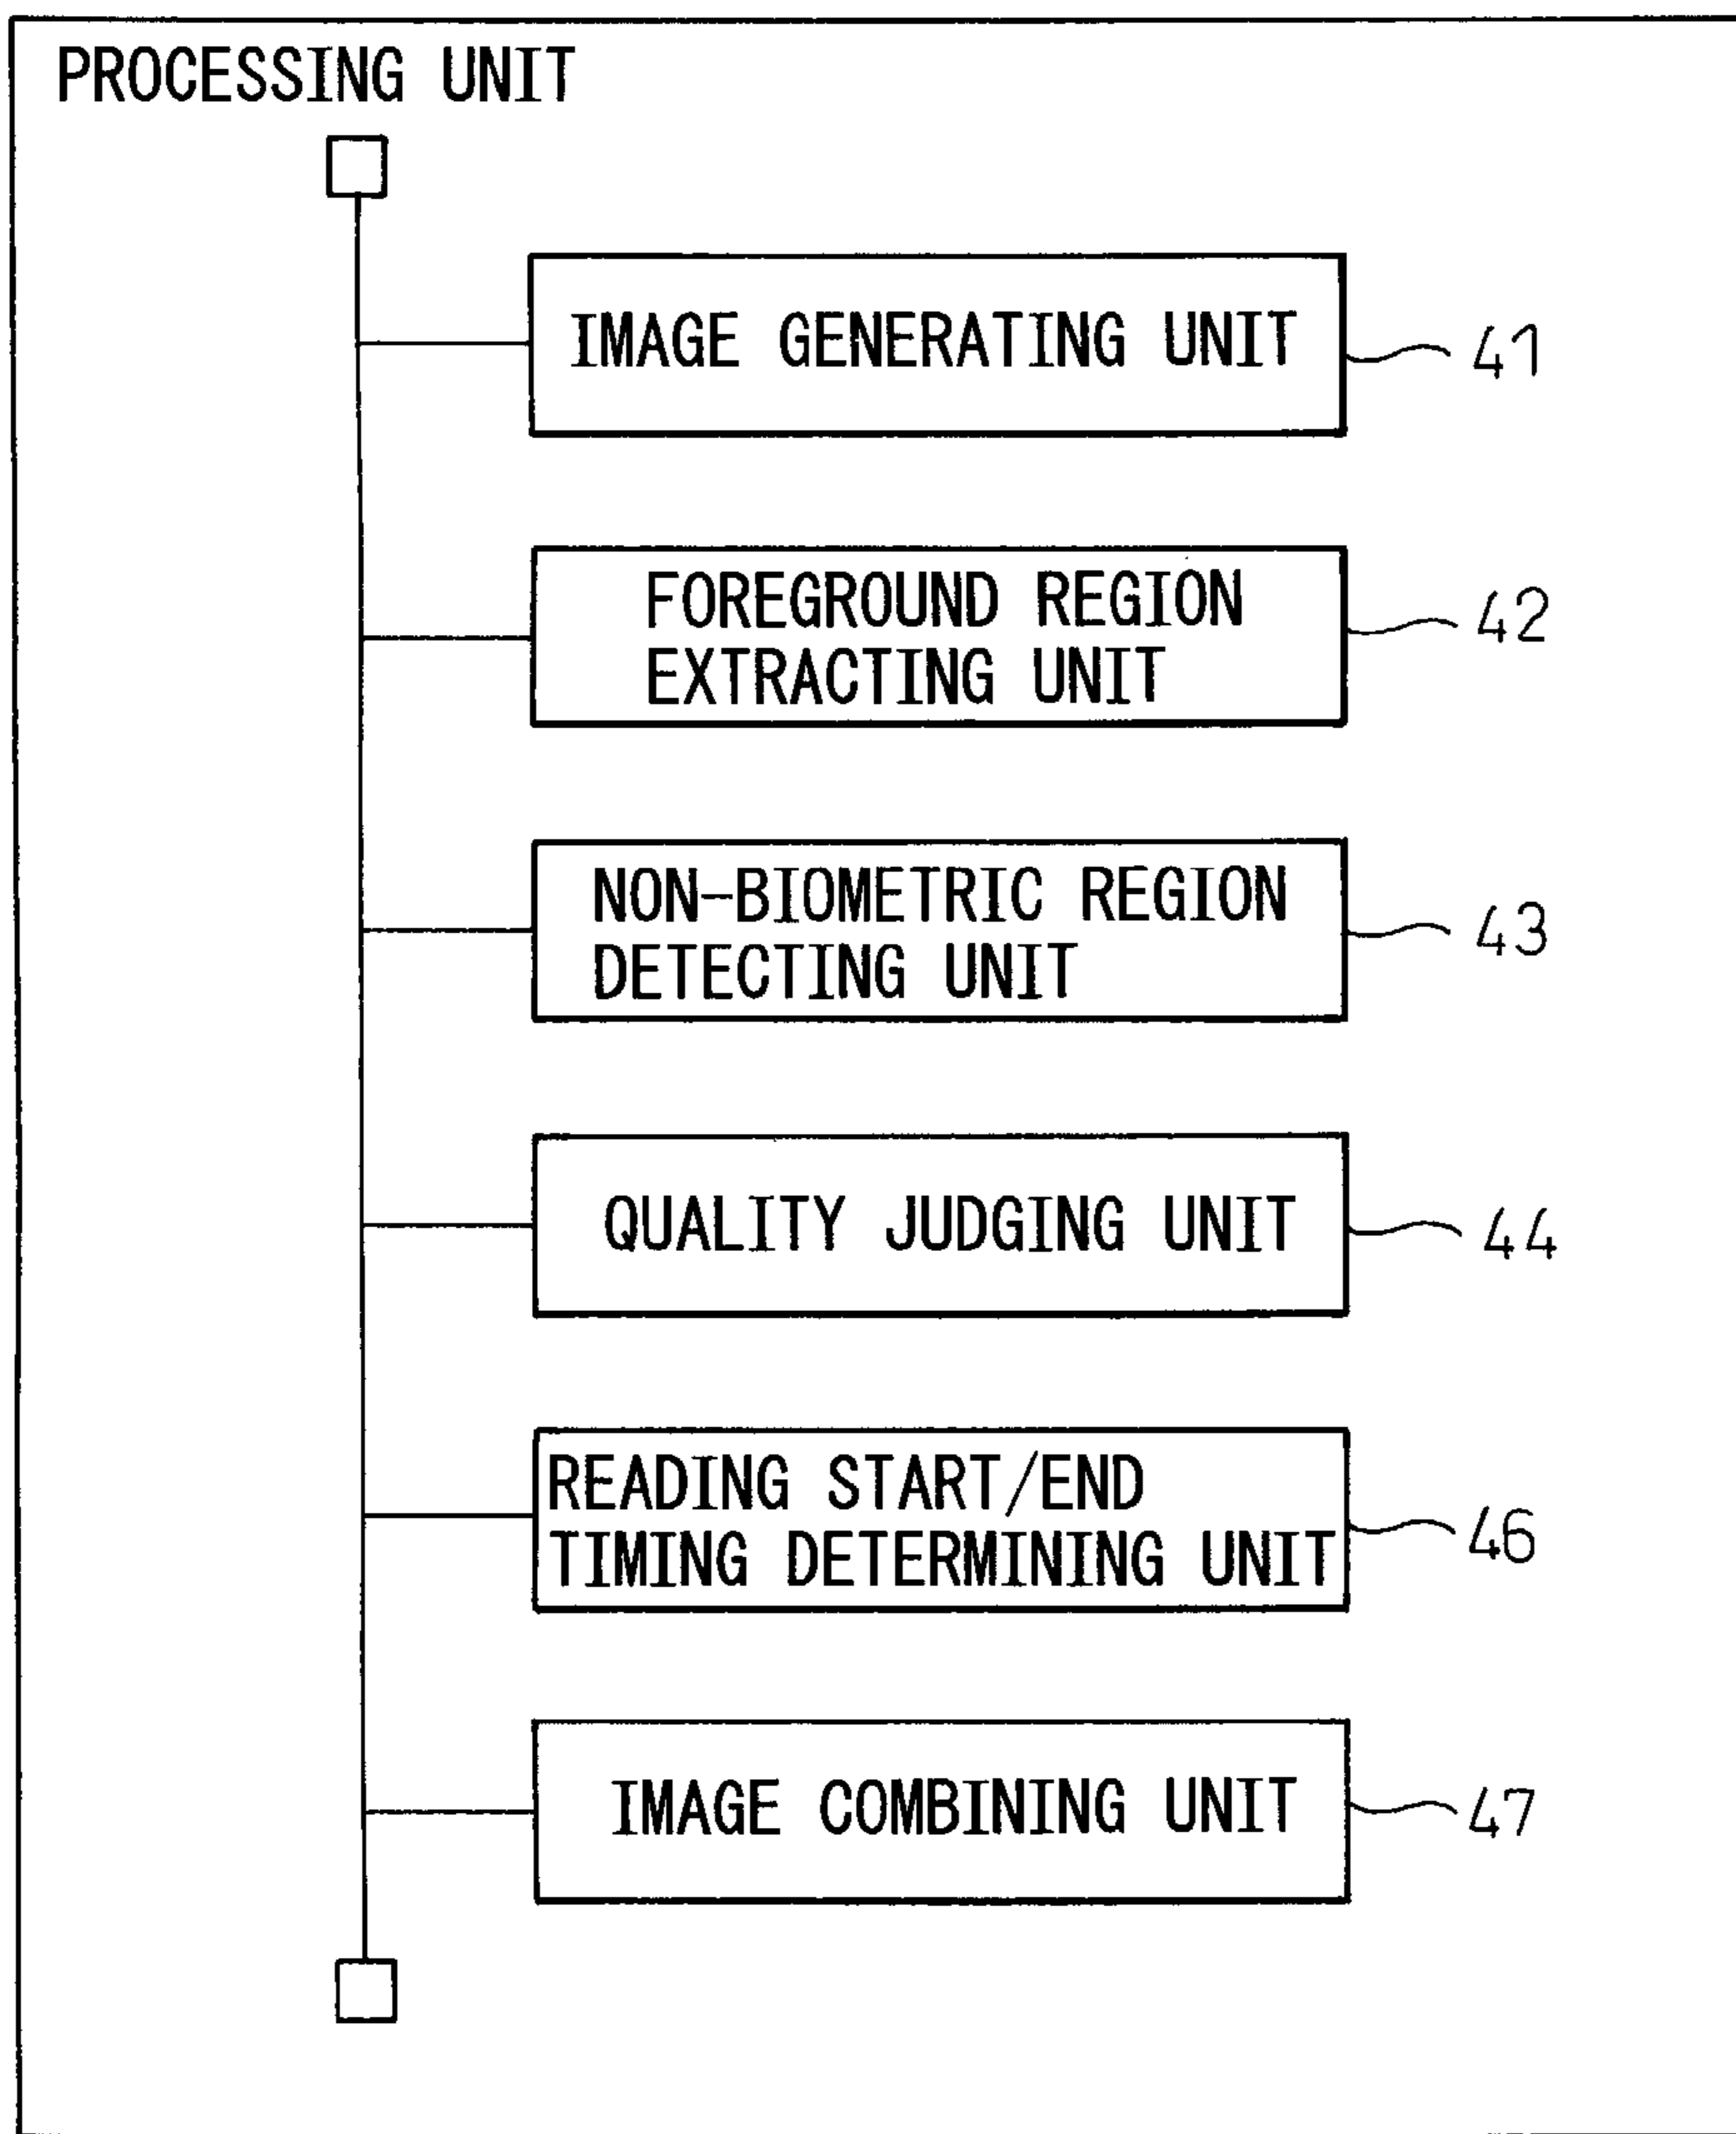 PROCESSING UNIT
IMAGE GENERATING UNIT
41
FOREGROUND REGION
EXTRACTING UNIT
42
NON-BIOMETRIC REGION
DETECTING UNIT
43
QUALITY JUDGING UNIT
44
READING START/END
TIMING DETERMINING UNIT
46
IMAGE COMBINING UNIT
47